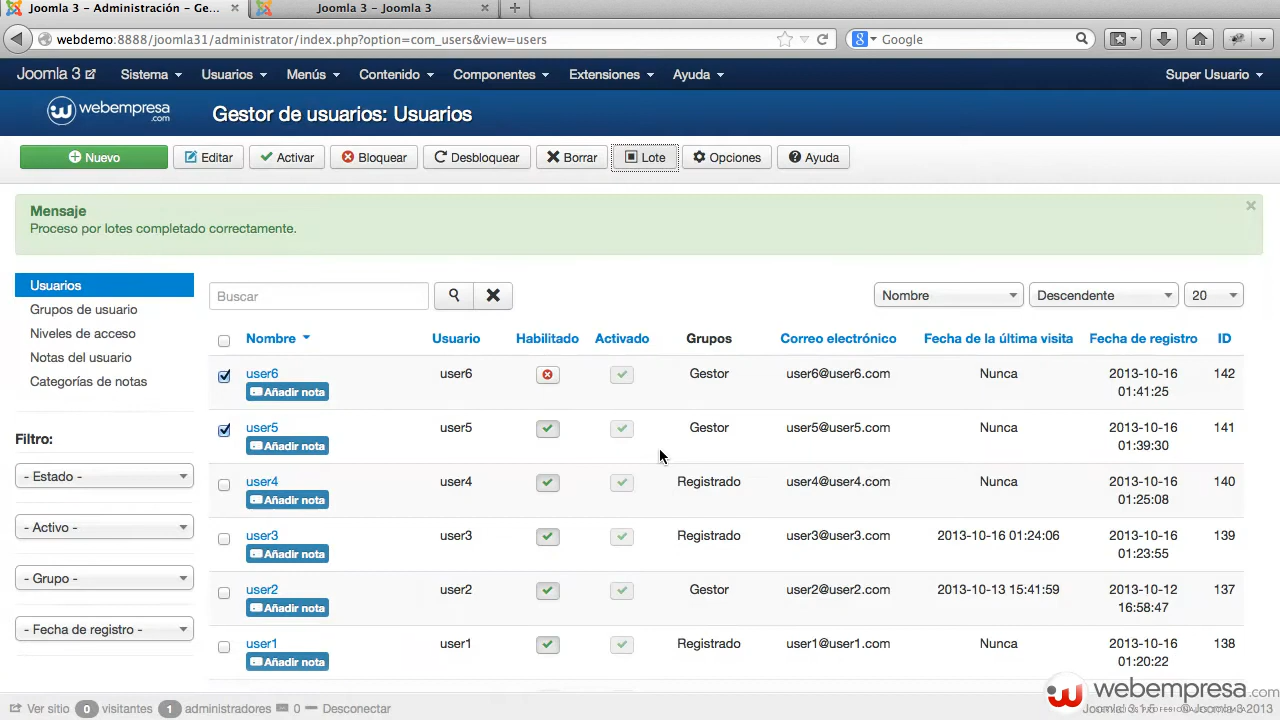 Joomla 3 - Administración - Ge...
Joomla 3 - Joomla 3
webdemo:8888/joomla31/administrator/index.php?option=com_users&view=users
Google
Joomla 3 Sistema Usuarios Menús Contenido Componentes Extensiones Ayuda Super Usuario
webempresa .com Gestor de usuarios: Usuarios
Nuevo Editar Activar Bloquear Desbloquear Borrar Lote Opciones Ayuda
Mensaje
Proceso por lotes completado correctamente.
Usuarios
Grupos de usuario
Niveles de acceso
Notas del usuario
Categorías de notas
Filtro:
- Estado -
- Activo -
- Grupo -
- Fecha de registro -
Buscar Nombre Descendente 20
Nombre Usuario Habilitado Activado Grupos Correo electrónico Fecha de la última visita Fecha de registro ID
user6 user6 Gestor user6@user6.com Nunca 2013-10-16 142
Añadir nota 01:41:25
user5 user5 Gestor user5@user5.com Nunca 2013-10-16 141
Añadir nota 01:39:30
user4 user4 Registrado user4@user4.com Nunca 2013-10-16 140
Añadir nota 01:25:08
user3 user3 Registrado user3@user3.com 2013-10-16 01:24:06 2013-10-16 139
Añadir nota 01:23:55
user2 user2 Gestor user2@user2.com 2013-10-13 15:41:59 2013-10-12 137
Añadir nota 16:58:47
user1 user1 Registrado user1@user1.com Nunca 2013-10-16 138
Añadir nota 01:20:22
webempresa.com
Ver sitio 0 visitantes 1 administradores 0 Desconectar Joomla 3 2013